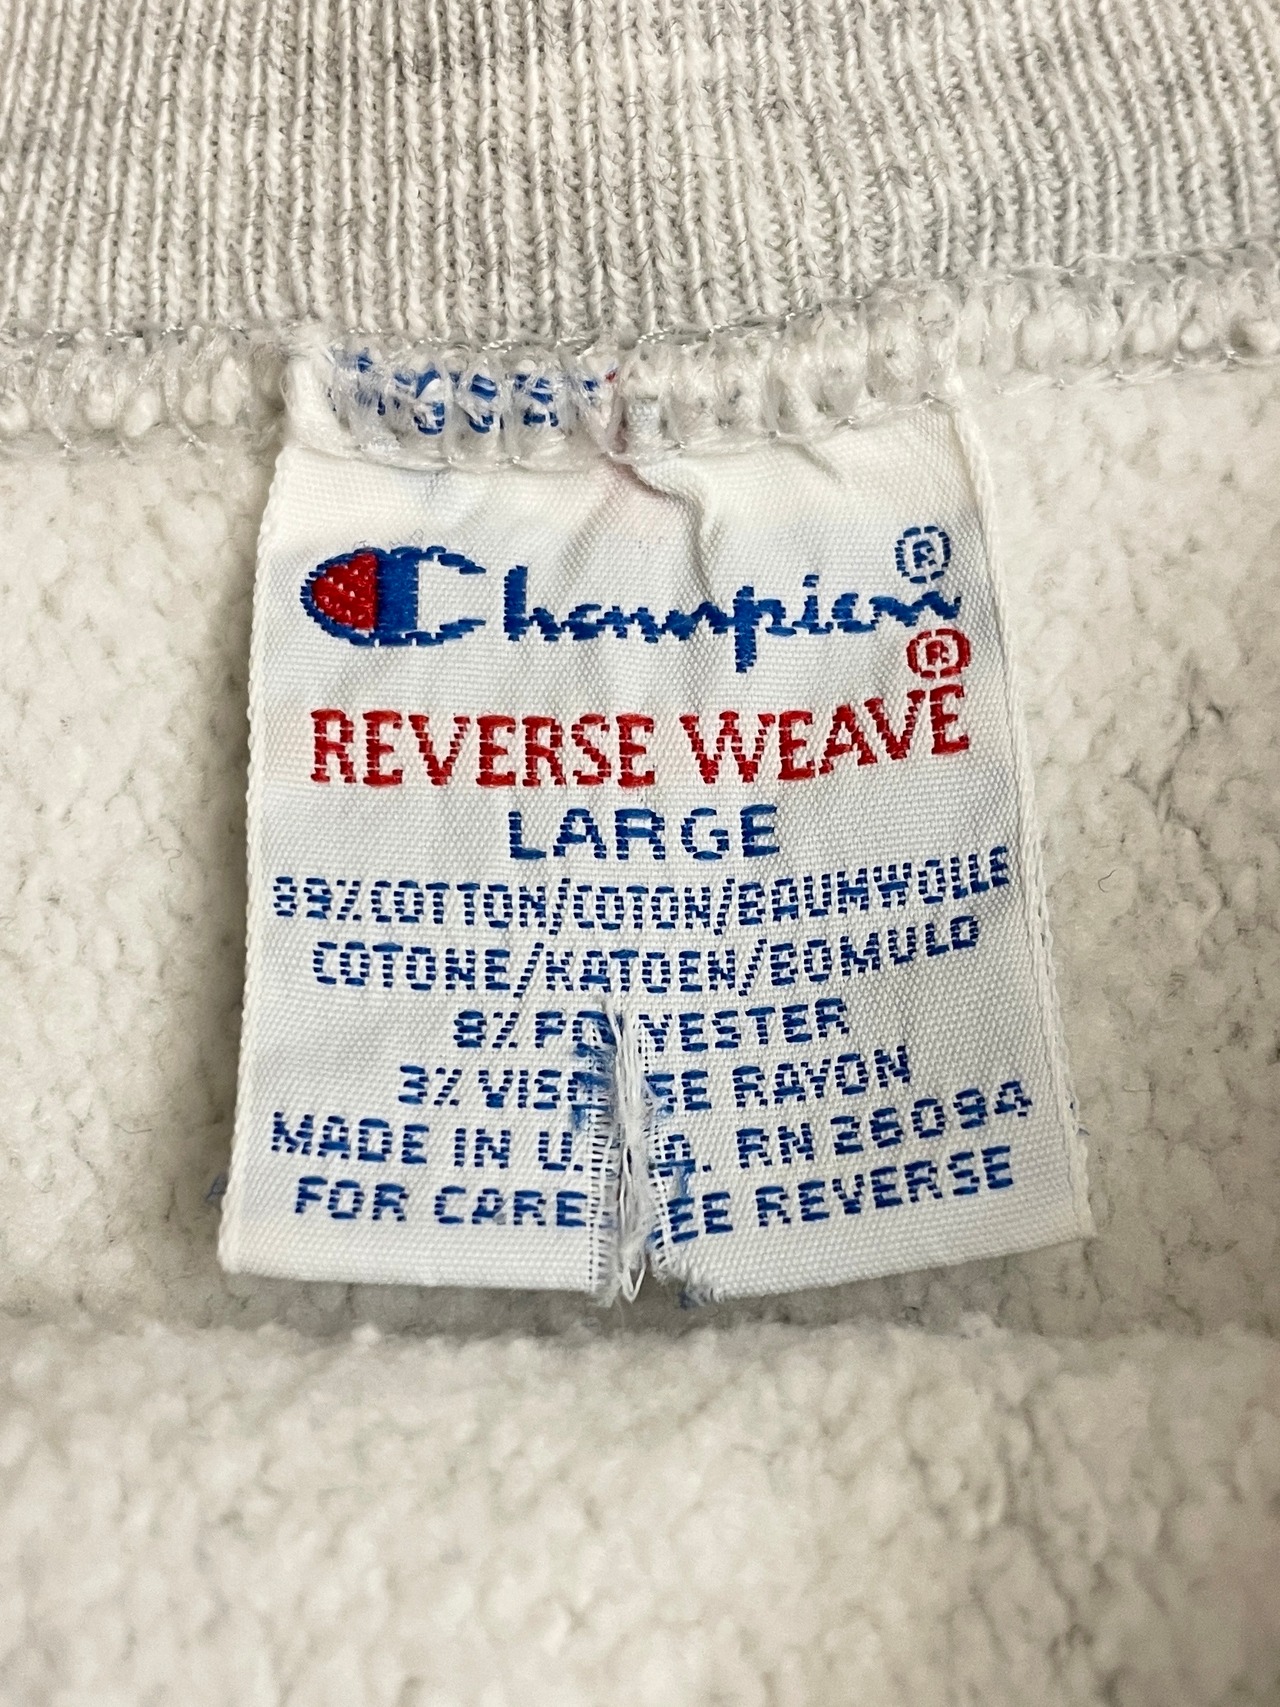 Champion®
REVERSE WEAVE®
LARGE
89% COTTON/COTON/BAUMWOLLE
COTONE/KATOEN/BOMULD
8% POLYESTER
3% VISCOSE RAYON
MADE IN U.S.A. RN 26094
FOR CARE SEE REVERSE